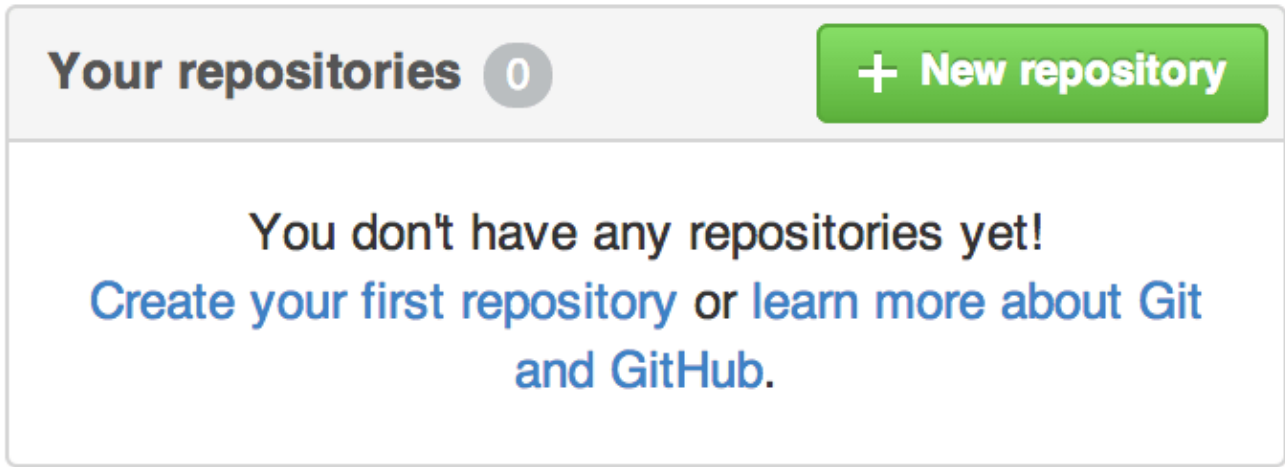 Your repositories 0
+ New repository
You don't have any repositories yet!
Create your first repository or learn more about Git
and GitHub.